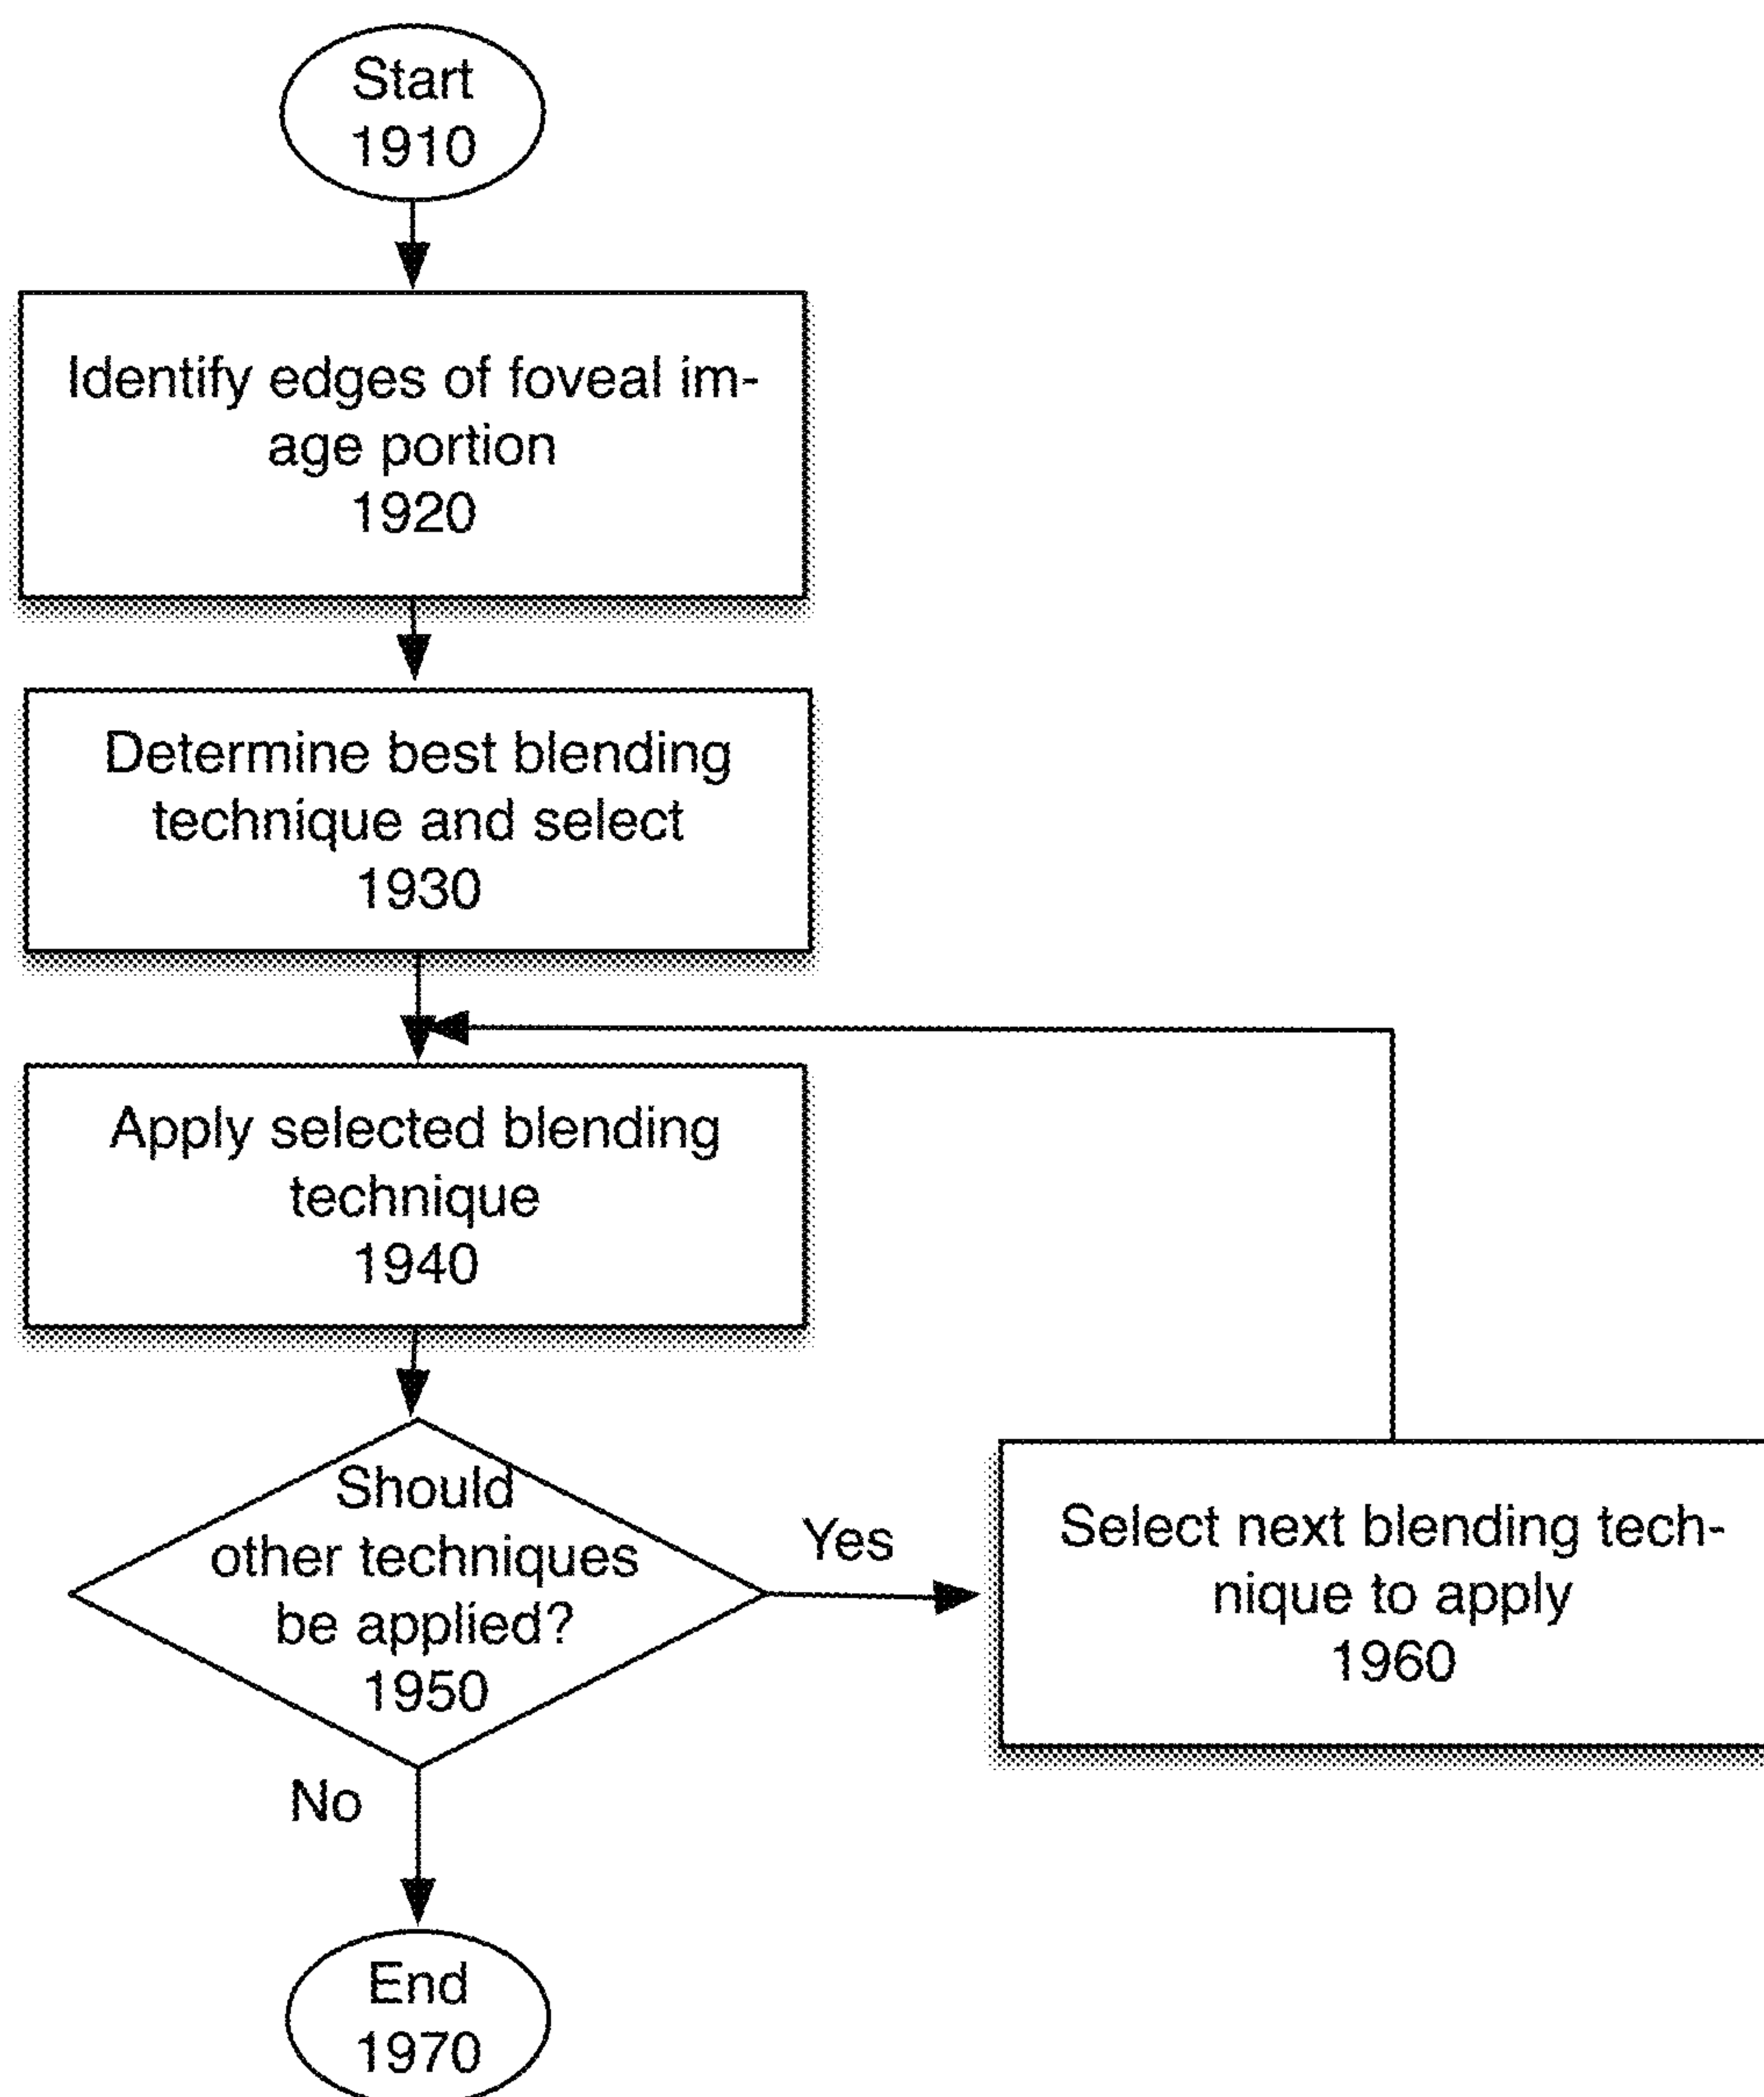 Start
1910
Identify edges of foveal im-
age portion
1920
Determine best blending
technique and select
1930
Apply selected blending
technique
1940
Should
other techniques
be applied?
1950
Yes
Select next blending tech-
nique to apply
1960
No
End
1970